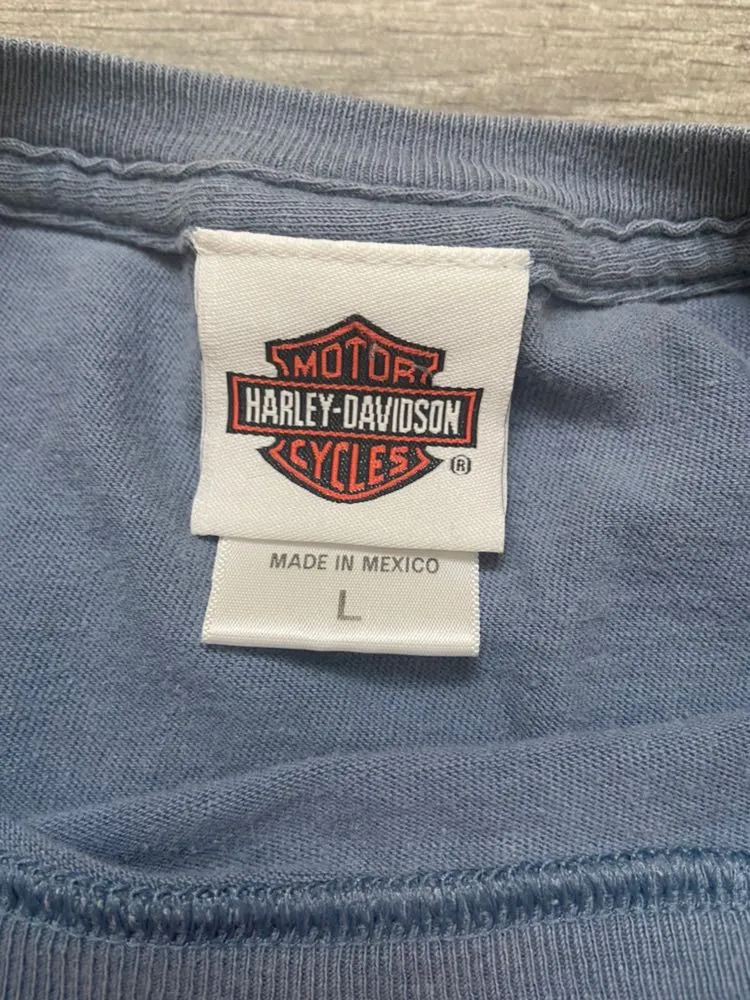 MOTOR
HARLEY-DAVIDSON
CYCLES
®
MADE IN MEXICO
L